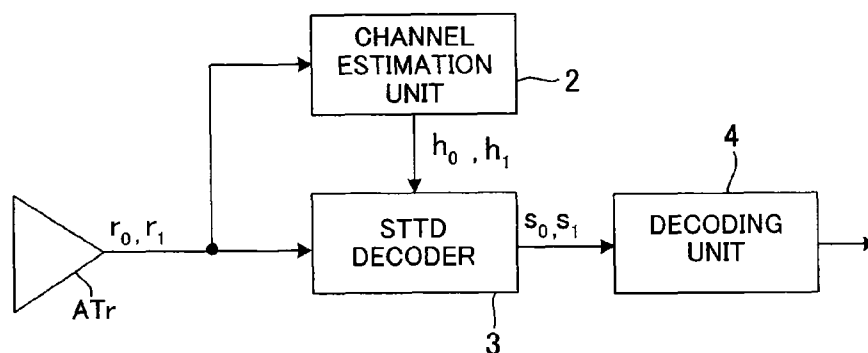 CHANNEL
ESTIMATION
UNIT
2
h₀ , h₁
4
r₀, r₁
STTD
DECODER
s₀,s₁
DECODING
UNIT
ATr
3